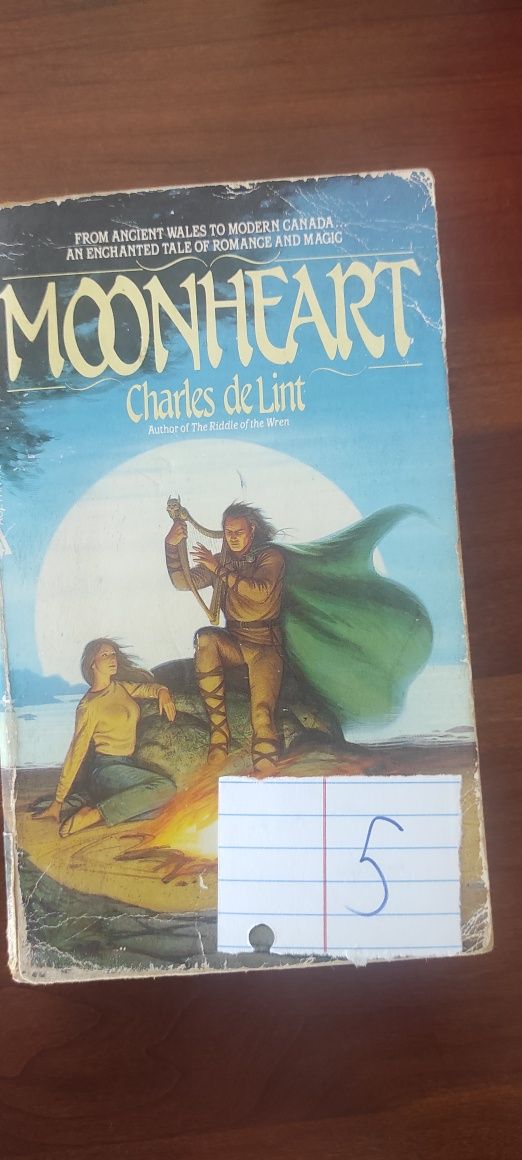 FROM ANCIENT WALES TO MODERN CANADA...
AN ENCHANTED TALE OF ROMANCE AND MAGIC
MOONHEART
Charles de Lint
Author of The Riddle of the Wren
5